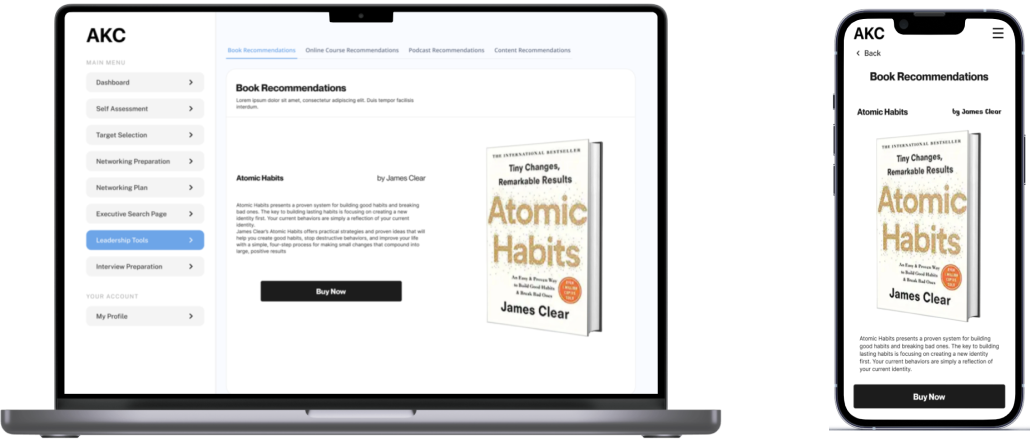 AKC
MAIN MENU
Dashboard
Self Assessment
Target Selection
Networking Preparation
Networking Plan
Executive Search Page
Leadership Tools
Interview Preparation
YOUR ACCOUNT
My Profile
Book Recommendations Online Course Recommendations Podcast Recommendations Content Recommendations
Book Recommendations
Lorem ipsum dolor sit amet, consectetur adipiscing elit. Duis tempor facilisis
interdum.
Atomic Habits by James Clear
Atomic Habits presents a proven system for building good habits and breaking
bad ones. The key to building lasting habits is focusing on creating a new
identity first. Your current behaviors are simply a reflection of your current
identity.
James Clear's Atomic Habits offers practical strategies and proven ideas that will
help you create good habits, stop destructive behaviors, and improve your life
with a simple, four-step process for making small changes that compound into
large, positive results
Buy Now
THE INTERNATIONAL BESTSELLER
Tiny Changes,
Remarkable Results
Atomic
Habits
An Easy & Proven Way
to Build Good Habits
& Break Bad Ones
James Clear
AKC
Back
Book Recommendations
Atomic Habits by James Clear
THE INTERNATIONAL BESTSELLER
Tiny Changes,
Remarkable Results
Atomic
Habits
An Easy & Proven Way
to Build Good Habits
& Break Bad Ones
James Clear
Atomic Habits presents a proven system for building
good habits and breaking bad ones. The key to building
lasting habits is focusing on creating a new identity
first. Your current behaviors are simply a reflection of
your current identity.
Buy Now